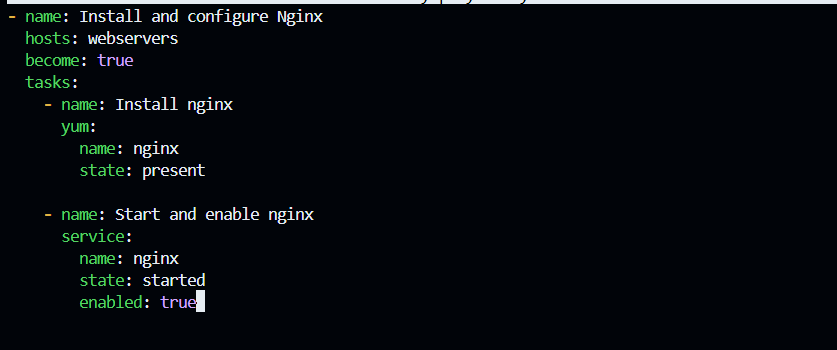 - name: Install and configure Nginx
  hosts: webservers
  become: true
  tasks:
    - name: Install nginx
      yum:
        name: nginx
        state: present

    - name: Start and enable nginx
      service:
        name: nginx
        state: started
        enabled: true